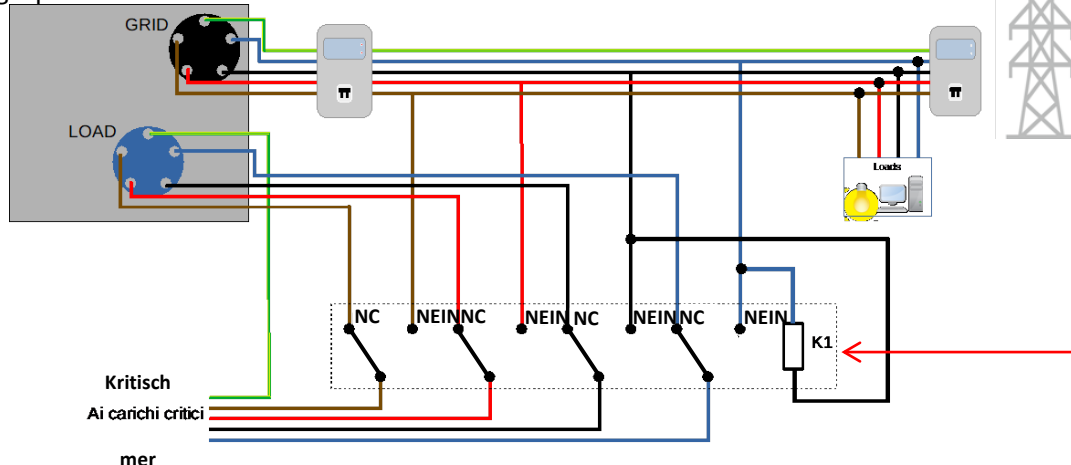 GRID
LOAD
Loads
NC
NEIN
NC
NEIN
NC
NEIN
NC
NEIN
K1
Kritisch
Ai carichi critici
mer